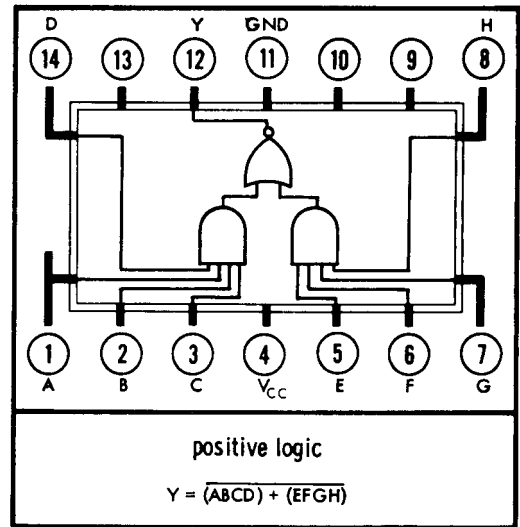 D Y GND H
14 13 12 11 10 9 8
1 2 3 4 5 6 7
A B C VCC E F G
positive logic
Y = (ABCD) + (EFGH)